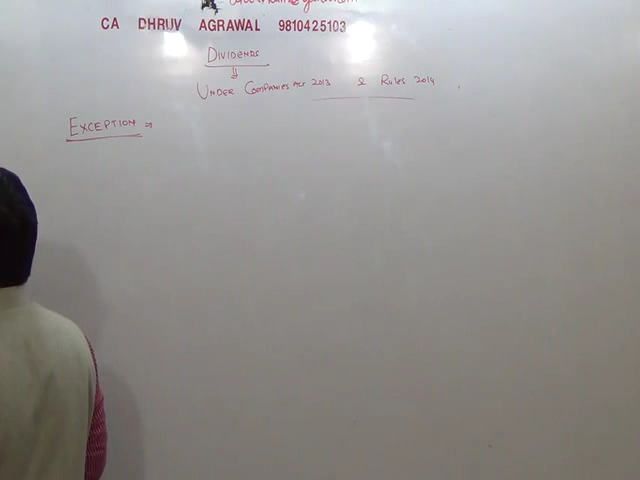 CA DHRUV AGRAWAL 9810425103
DIVIDENDS
UNDER COMPANIES ACT 2013 & RULES 2014
EXCEPTION ⇒